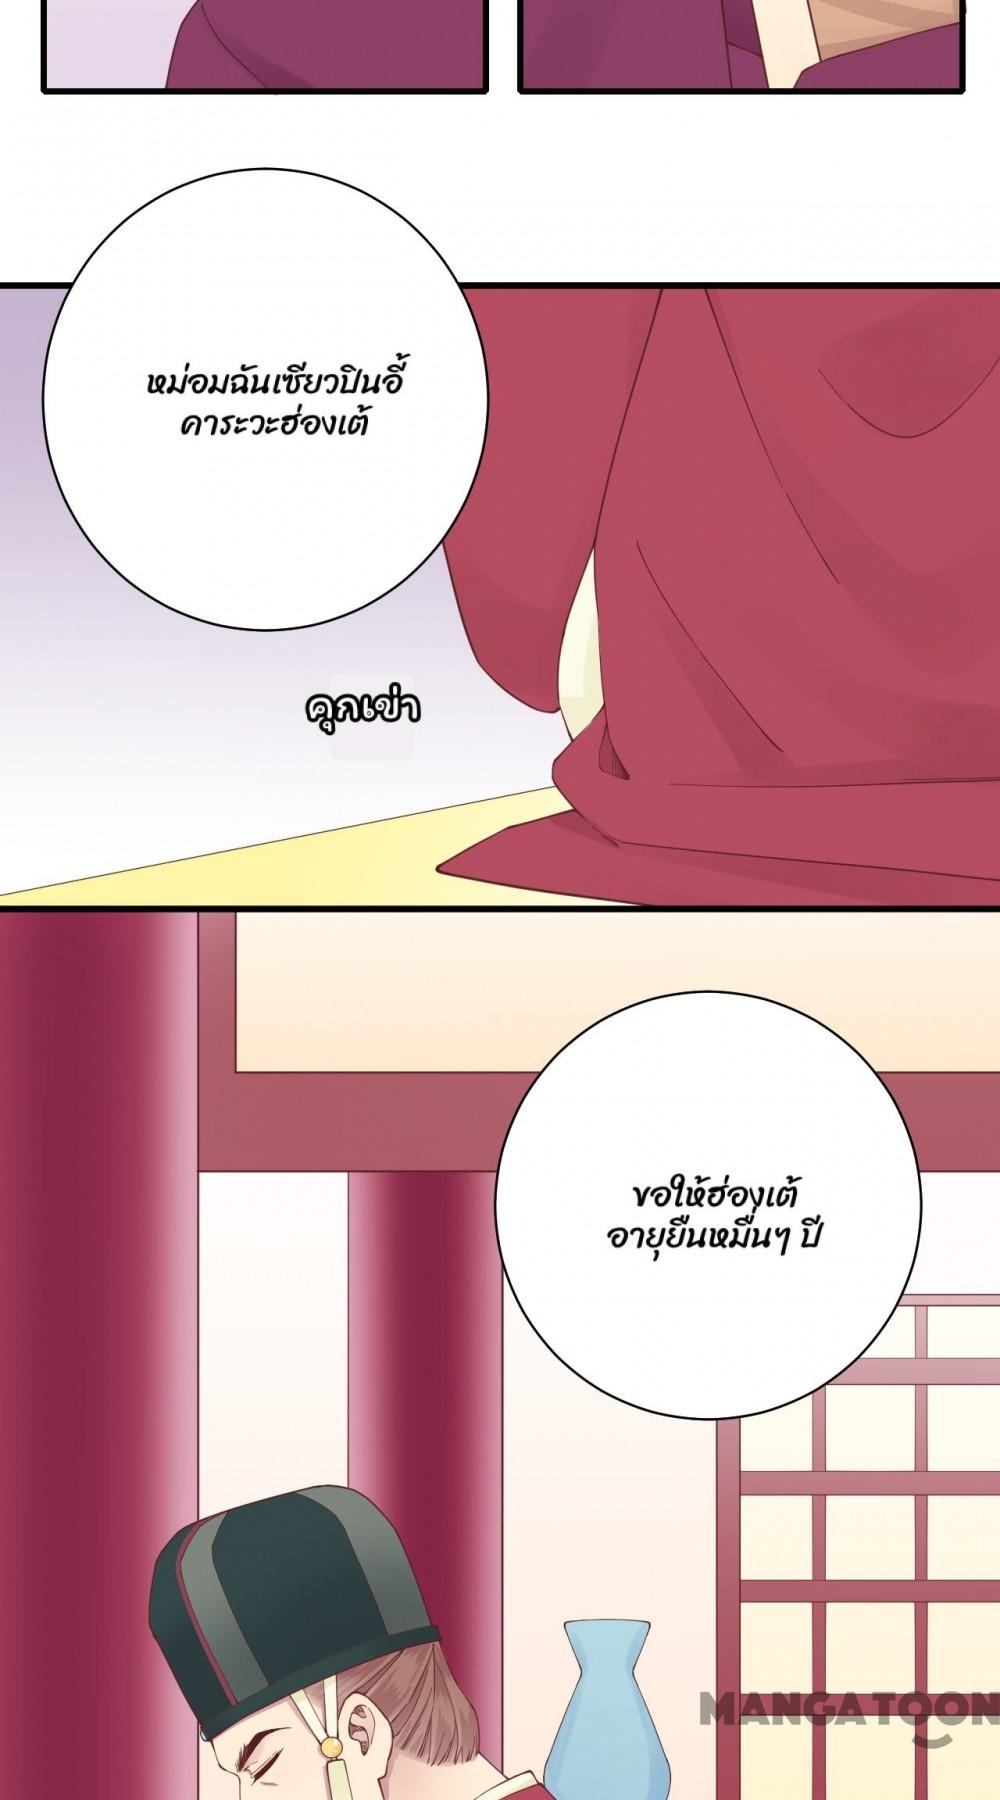 หม่อมฉันเซียวปินอี้
คาระวะฮ่องเต้
คุกเข่า
ขอให้ฮ่องเต้
อายุยืนหมื่นๆ ปี
MANGATOON